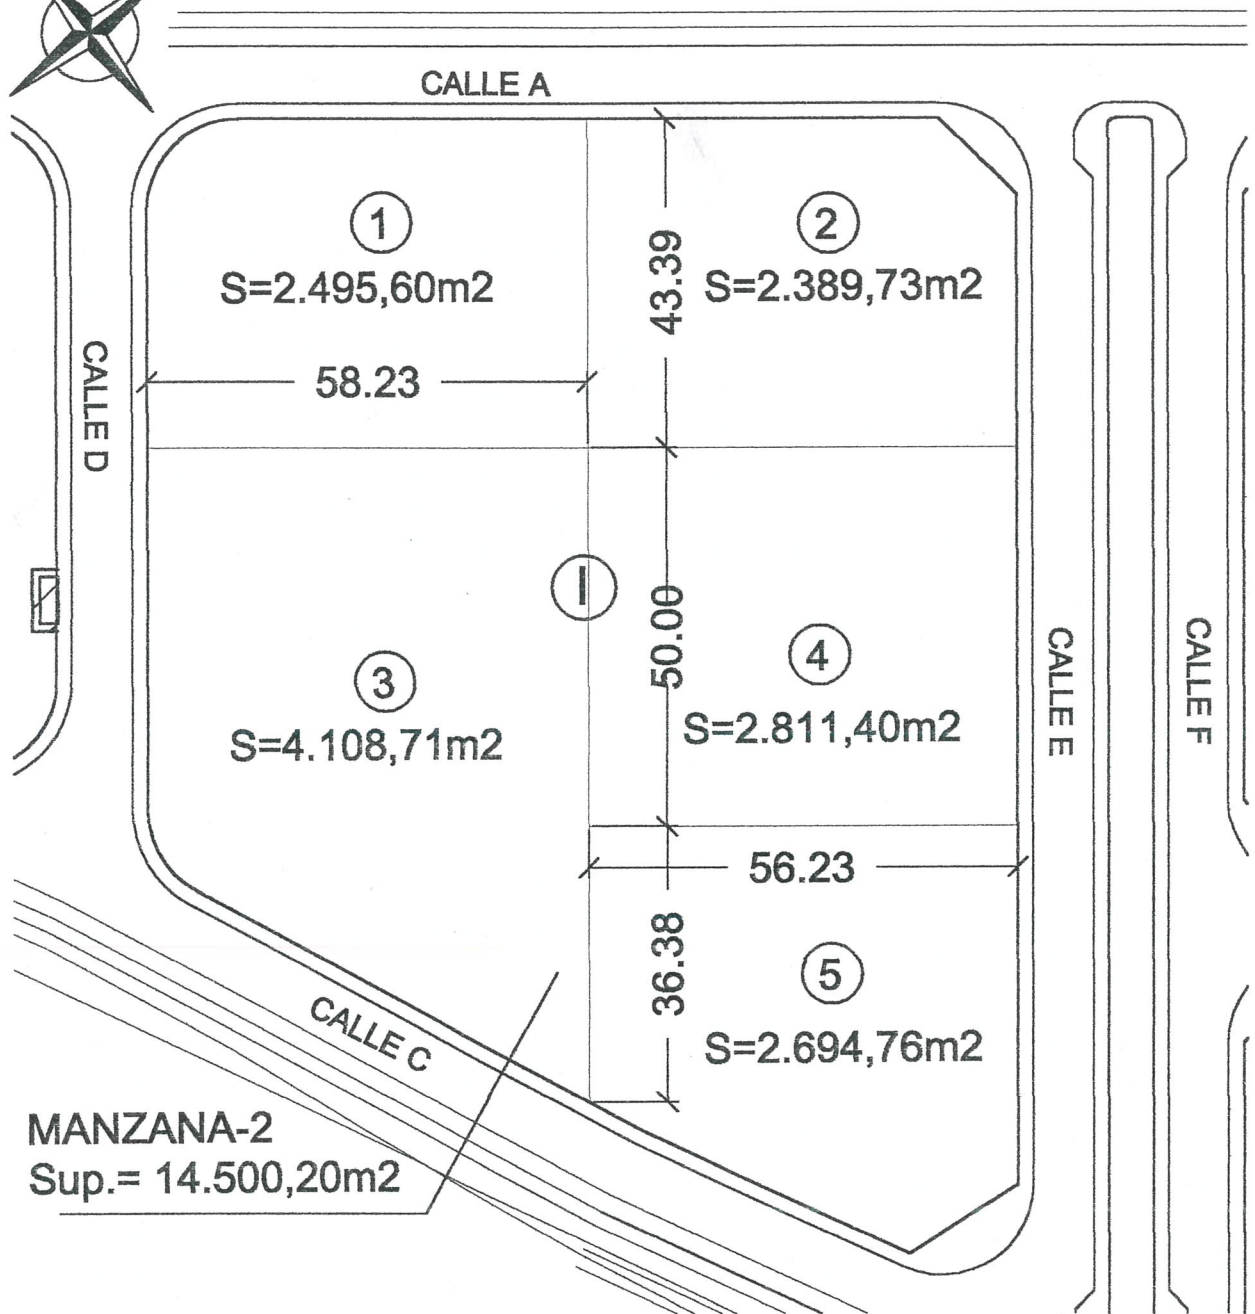 CALLE A
1
S=2.495,60m2
2
S=2.389,73m2
43.39
58.23
CALLE D
I
50.00
3
S=4.108,71m2
4
S=2.811,40m2
CALLE E
CALLE F
56.23
36.38
5
S=2.694,76m2
CALLE C
MANZANA-2
Sup.= 14.500,20m2